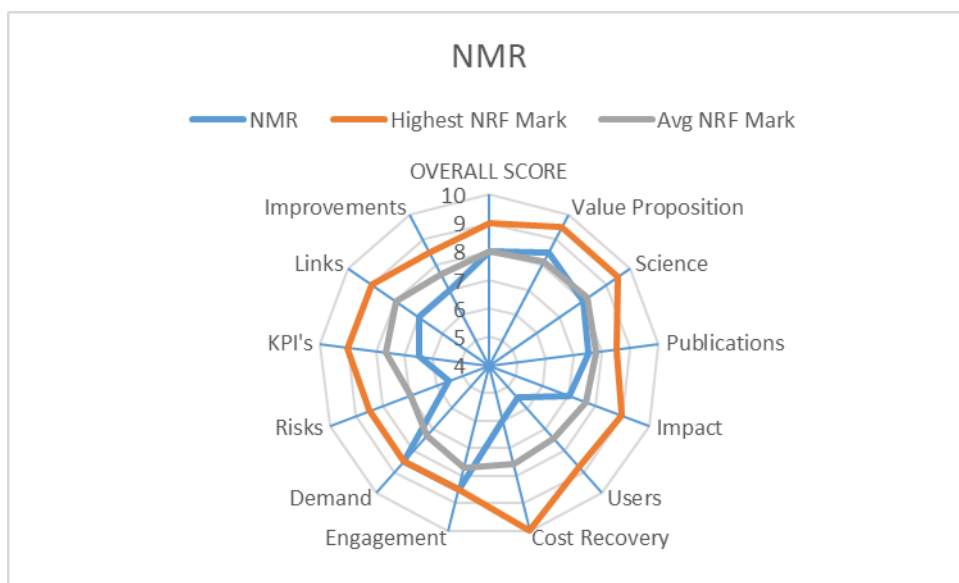 NMR
NMR Highest NRF Mark Avg NRF Mark
OVERALL SCORE
10
9
8
7
6
5
4
Value Proposition
Science
Publications
Impact
Users
Cost Recovery
Engagement
Demand
Risks
KPI's
Links
Improvements